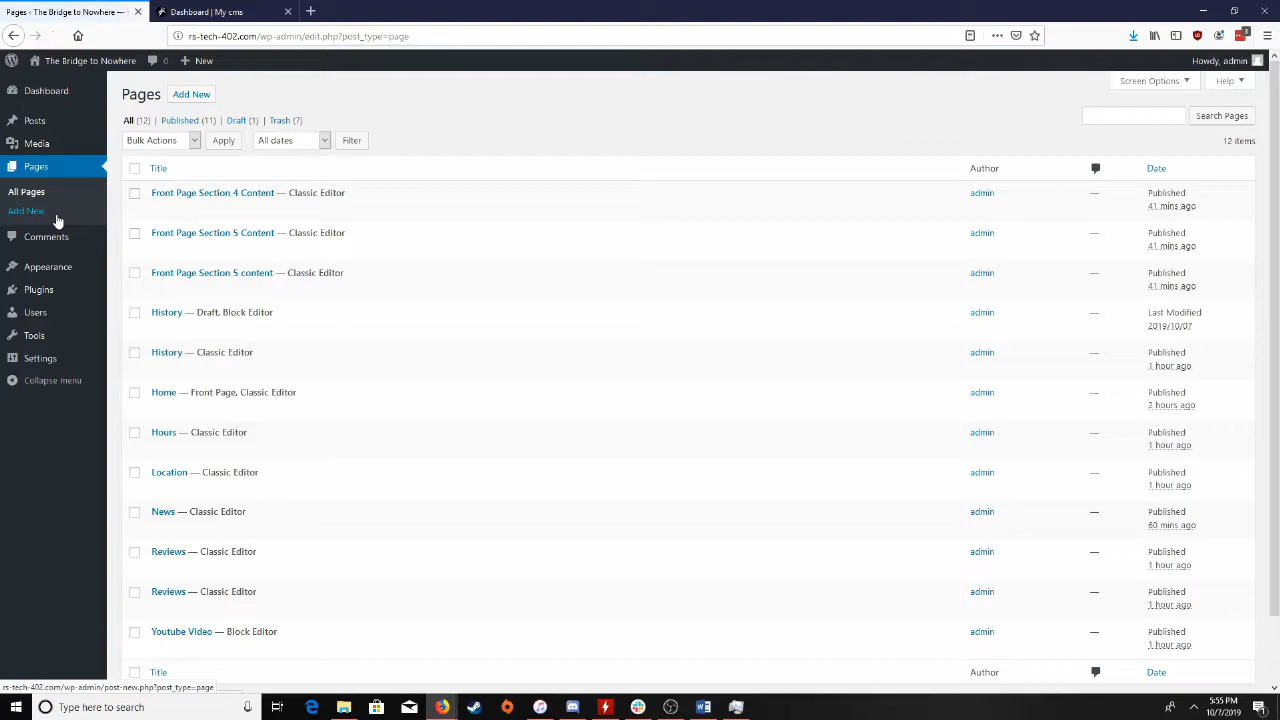 Pages ‹ The Bridge to Nowhere —
Dashboard | My cms
rs-tech-402.com/wp-admin/edit.php?post_type=page
3
The Bridge to Nowhere 0 New
Howdy, admin
Dashboard
Posts
Media
Pages
All Pages
Add New
Comments
Appearance
Plugins
Users
Tools
Settings
Collapse menu
Screen Options Help
Pages Add New
All (12) | Published (11) | Draft (1) | Trash (7)
Search Pages
Bulk Actions Apply All dates Filter
12 items
Title Author Date
Front Page Section 4 Content — Classic Editor admin — Published
41 mins ago
Front Page Section 5 Content — Classic Editor admin — Published
41 mins ago
Front Page Section 5 content — Classic Editor admin — Published
41 mins ago
History — Draft, Block Editor admin — Last Modified
2019/10/07
History — Classic Editor admin — Published
1 hour ago
Home — Front Page, Classic Editor admin — Published
2 hours ago
Hours — Classic Editor admin — Published
1 hour ago
Location — Classic Editor admin — Published
1 hour ago
News — Classic Editor admin — Published
60 mins ago
Reviews — Classic Editor admin — Published
1 hour ago
Reviews — Classic Editor admin — Published
1 hour ago
Youtube Video — Block Editor admin — Published
1 hour ago
Title Author Date
rs-tech-402.com/wp-admin/post-new.php?post_type=page
Type here to search
5:55 PM
10/7/2019